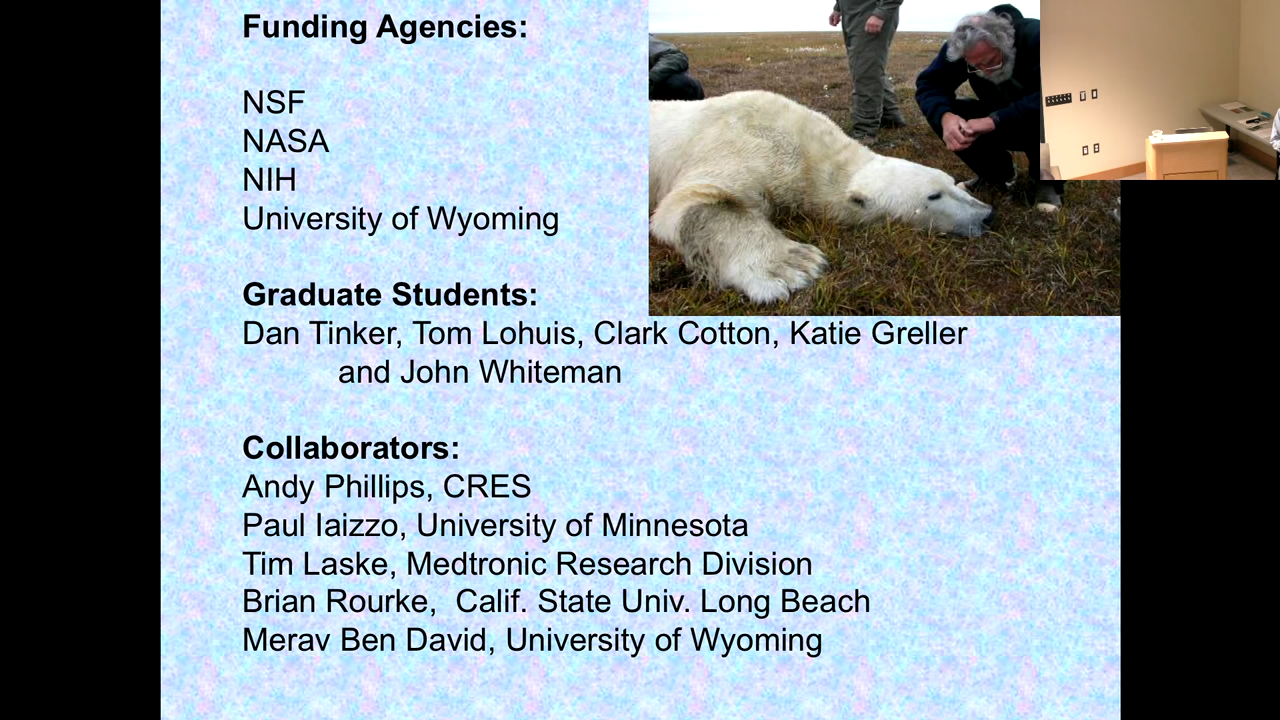 Funding Agencies:
NSF
NASA
NIH
University of Wyoming
Graduate Students:
Dan Tinker, Tom Lohuis, Clark Cotton, Katie Greller
and John Whiteman
Collaborators:
Andy Phillips, CRES
Paul Iaizzo, University of Minnesota
Tim Laske, Medtronic Research Division
Brian Rourke,  Calif. State Univ. Long Beach
Merav Ben David, University of Wyoming